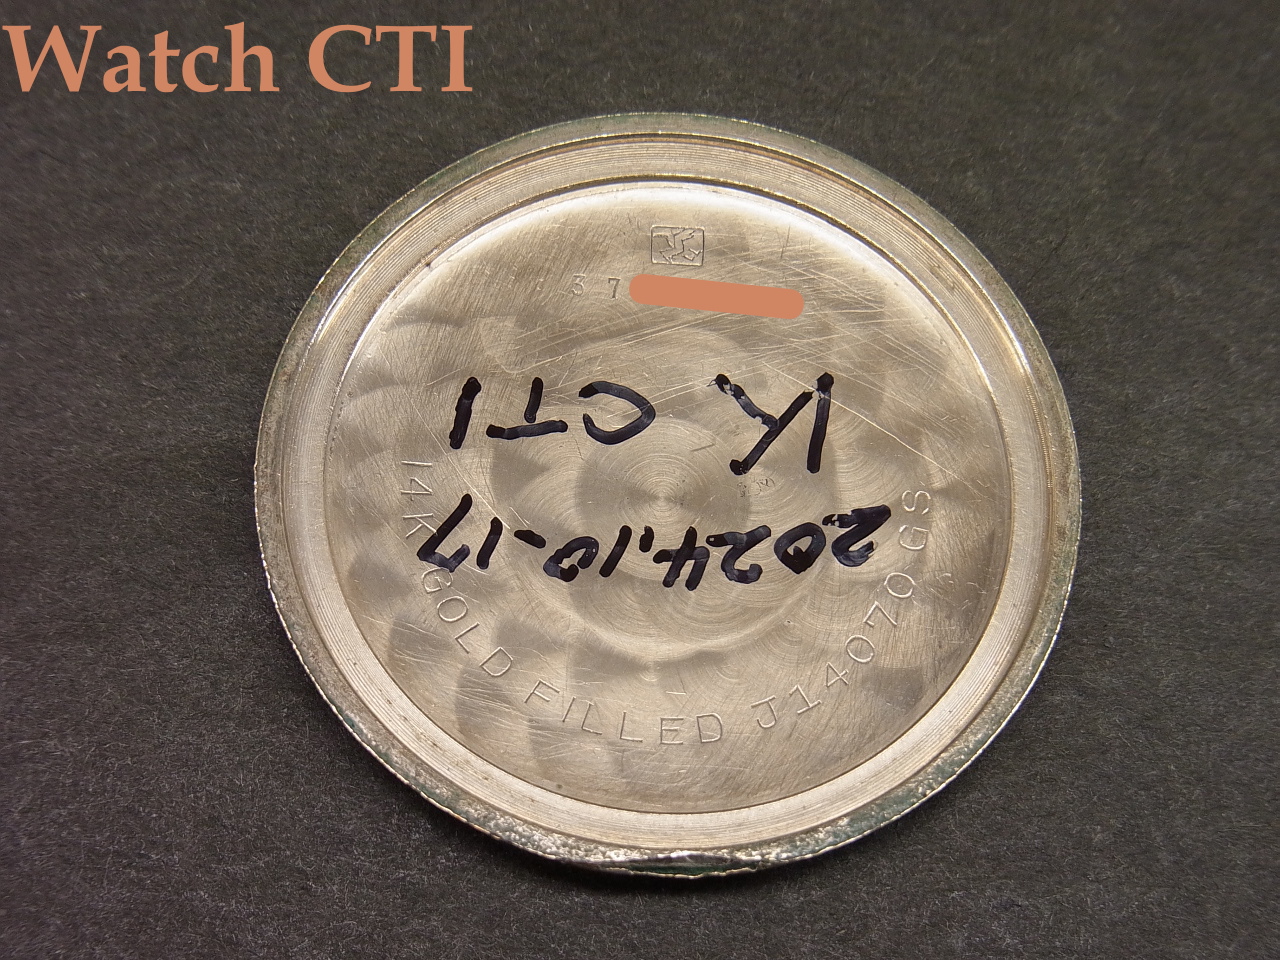 Watch CTI
37
K CTI
2024.10-17
14K GOLD FILLED J14070-GS